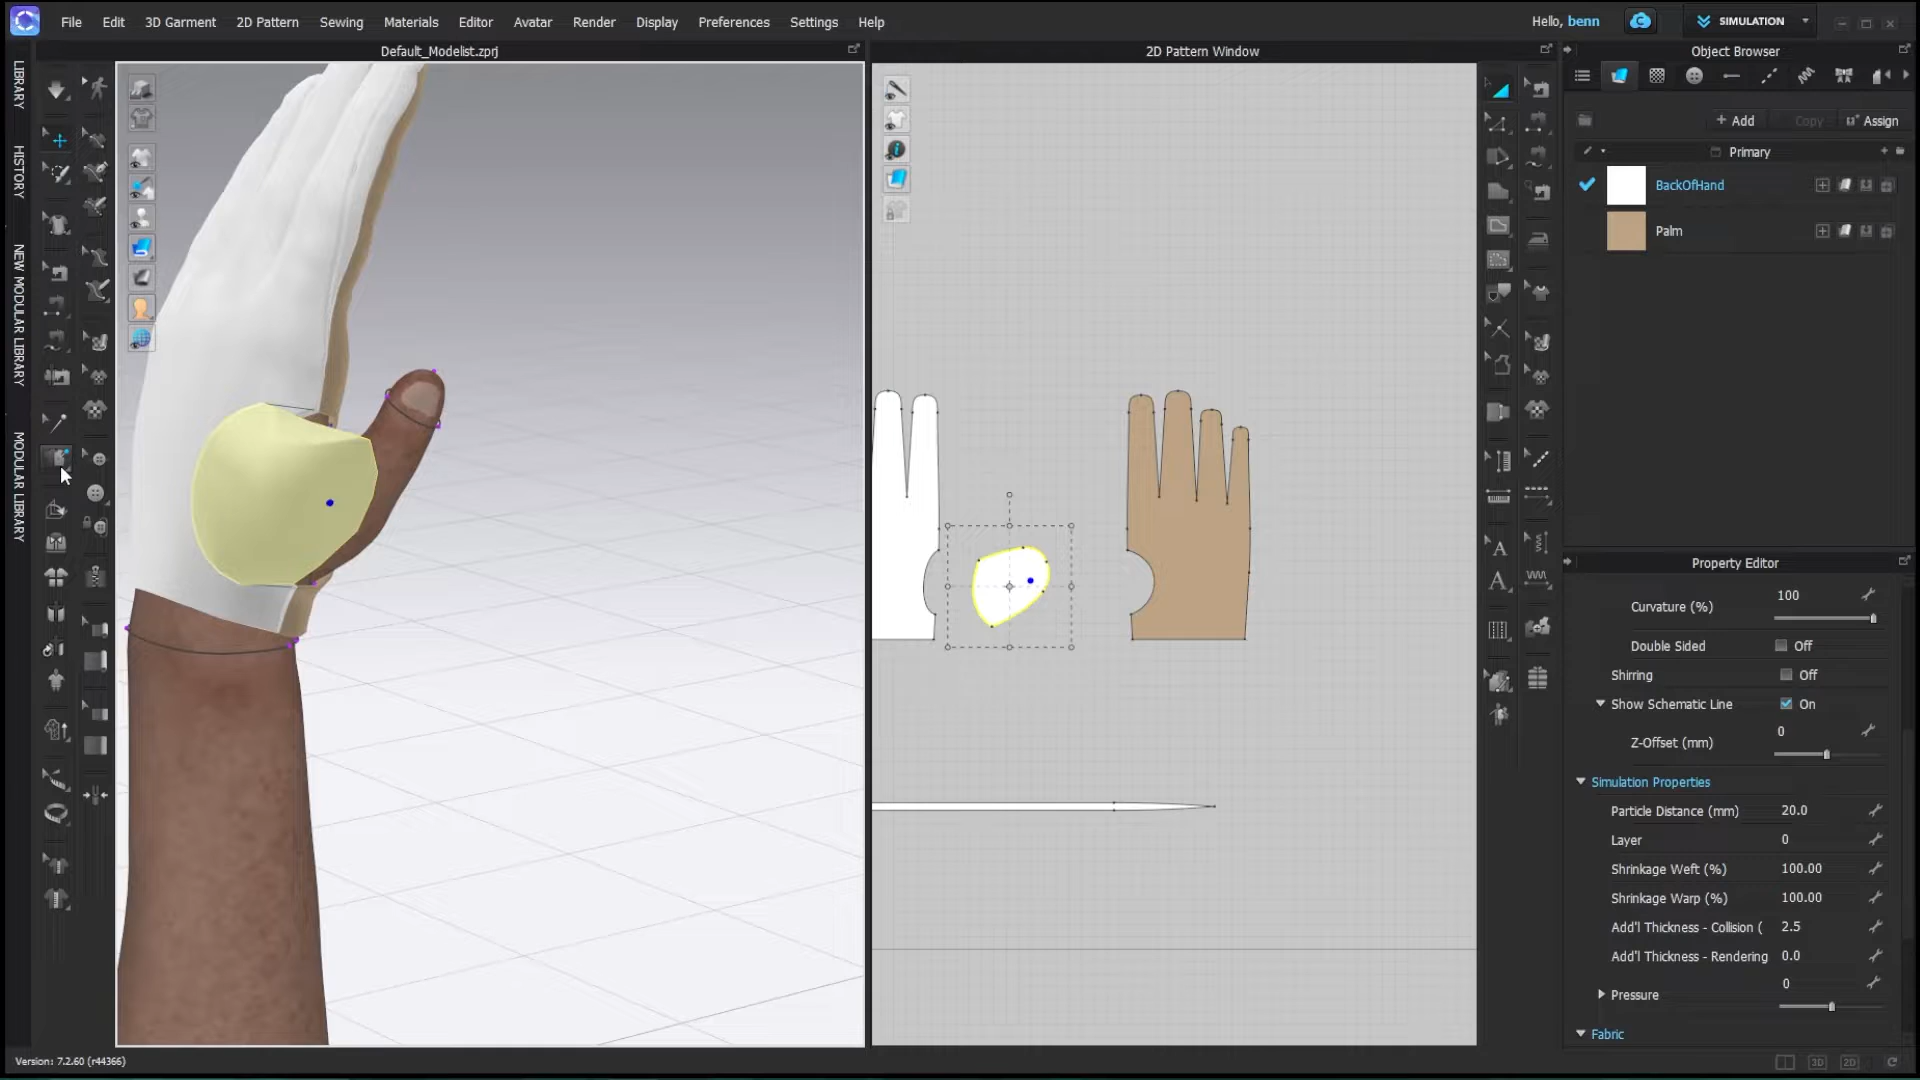 File Edit 3D Garment 2D Pattern Sewing Materials Editor Avatar Render Display Preferences Settings Help
Hello, benn
SIMULATION
Default_Modelist.zprj
2D Pattern Window
Object Browser
LIBRARY
HISTORY
NEW MODULAR LIBRARY
MODULAR LIBRARY
+ Add Copy Assign
Primary
BackOfHand
Palm
Property Editor
Curvature (%) 100
Double Sided Off
Shirring Off
Show Schematic Line On
Z-Offset (mm) 0
Simulation Properties
Particle Distance (mm) 20.0
Layer 0
Shrinkage Weft (%) 100.00
Shrinkage Warp (%) 100.00
Add'l Thickness - Collision ( 2.5
Add'l Thickness - Rendering 0.0
Pressure 0
Fabric
Version: 7.2.60 (r44366)
3D 2D